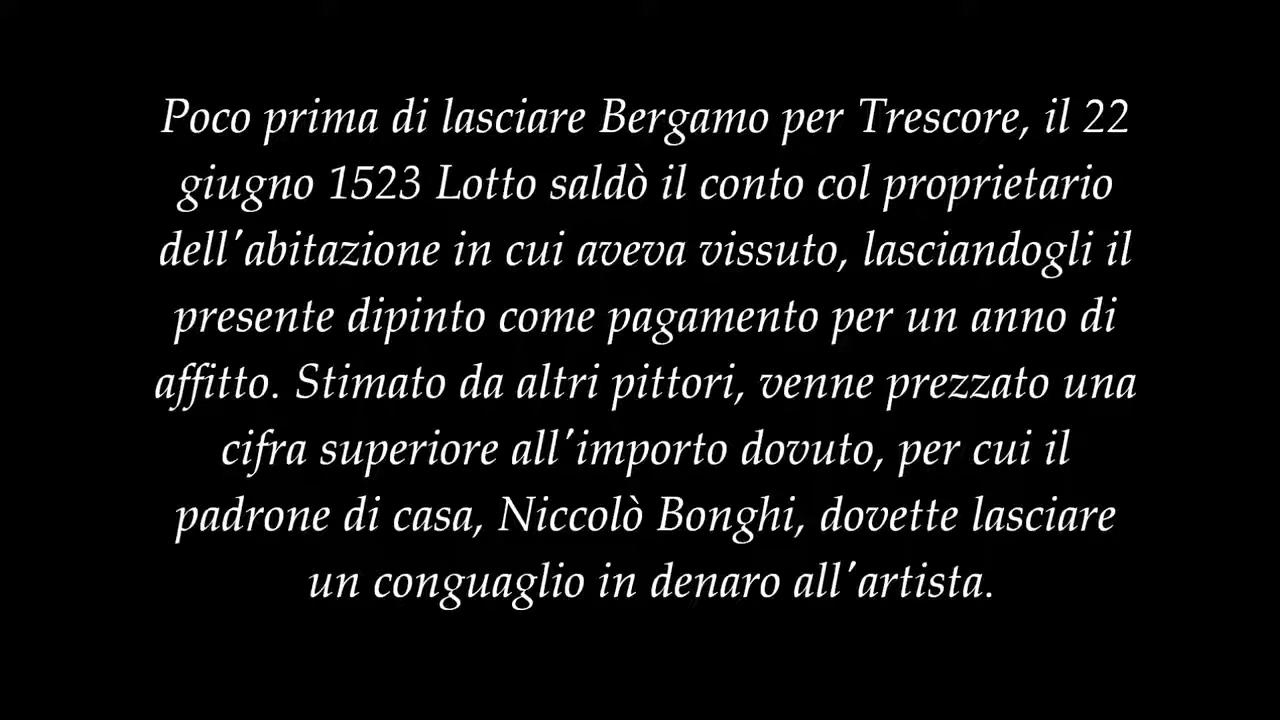 Poco prima di lasciare Bergamo per Trescore, il 22
giugno 1523 Lotto saldò il conto col proprietario
dell'abitazione in cui aveva vissuto, lasciandogli il
presente dipinto come pagamento per un anno di
affitto. Stimato da altri pittori, venne prezzato una
cifra superiore all'importo dovuto, per cui il
padrone di casa, Niccolò Bonghi, dovette lasciare
un conguaglio in denaro all'artista.